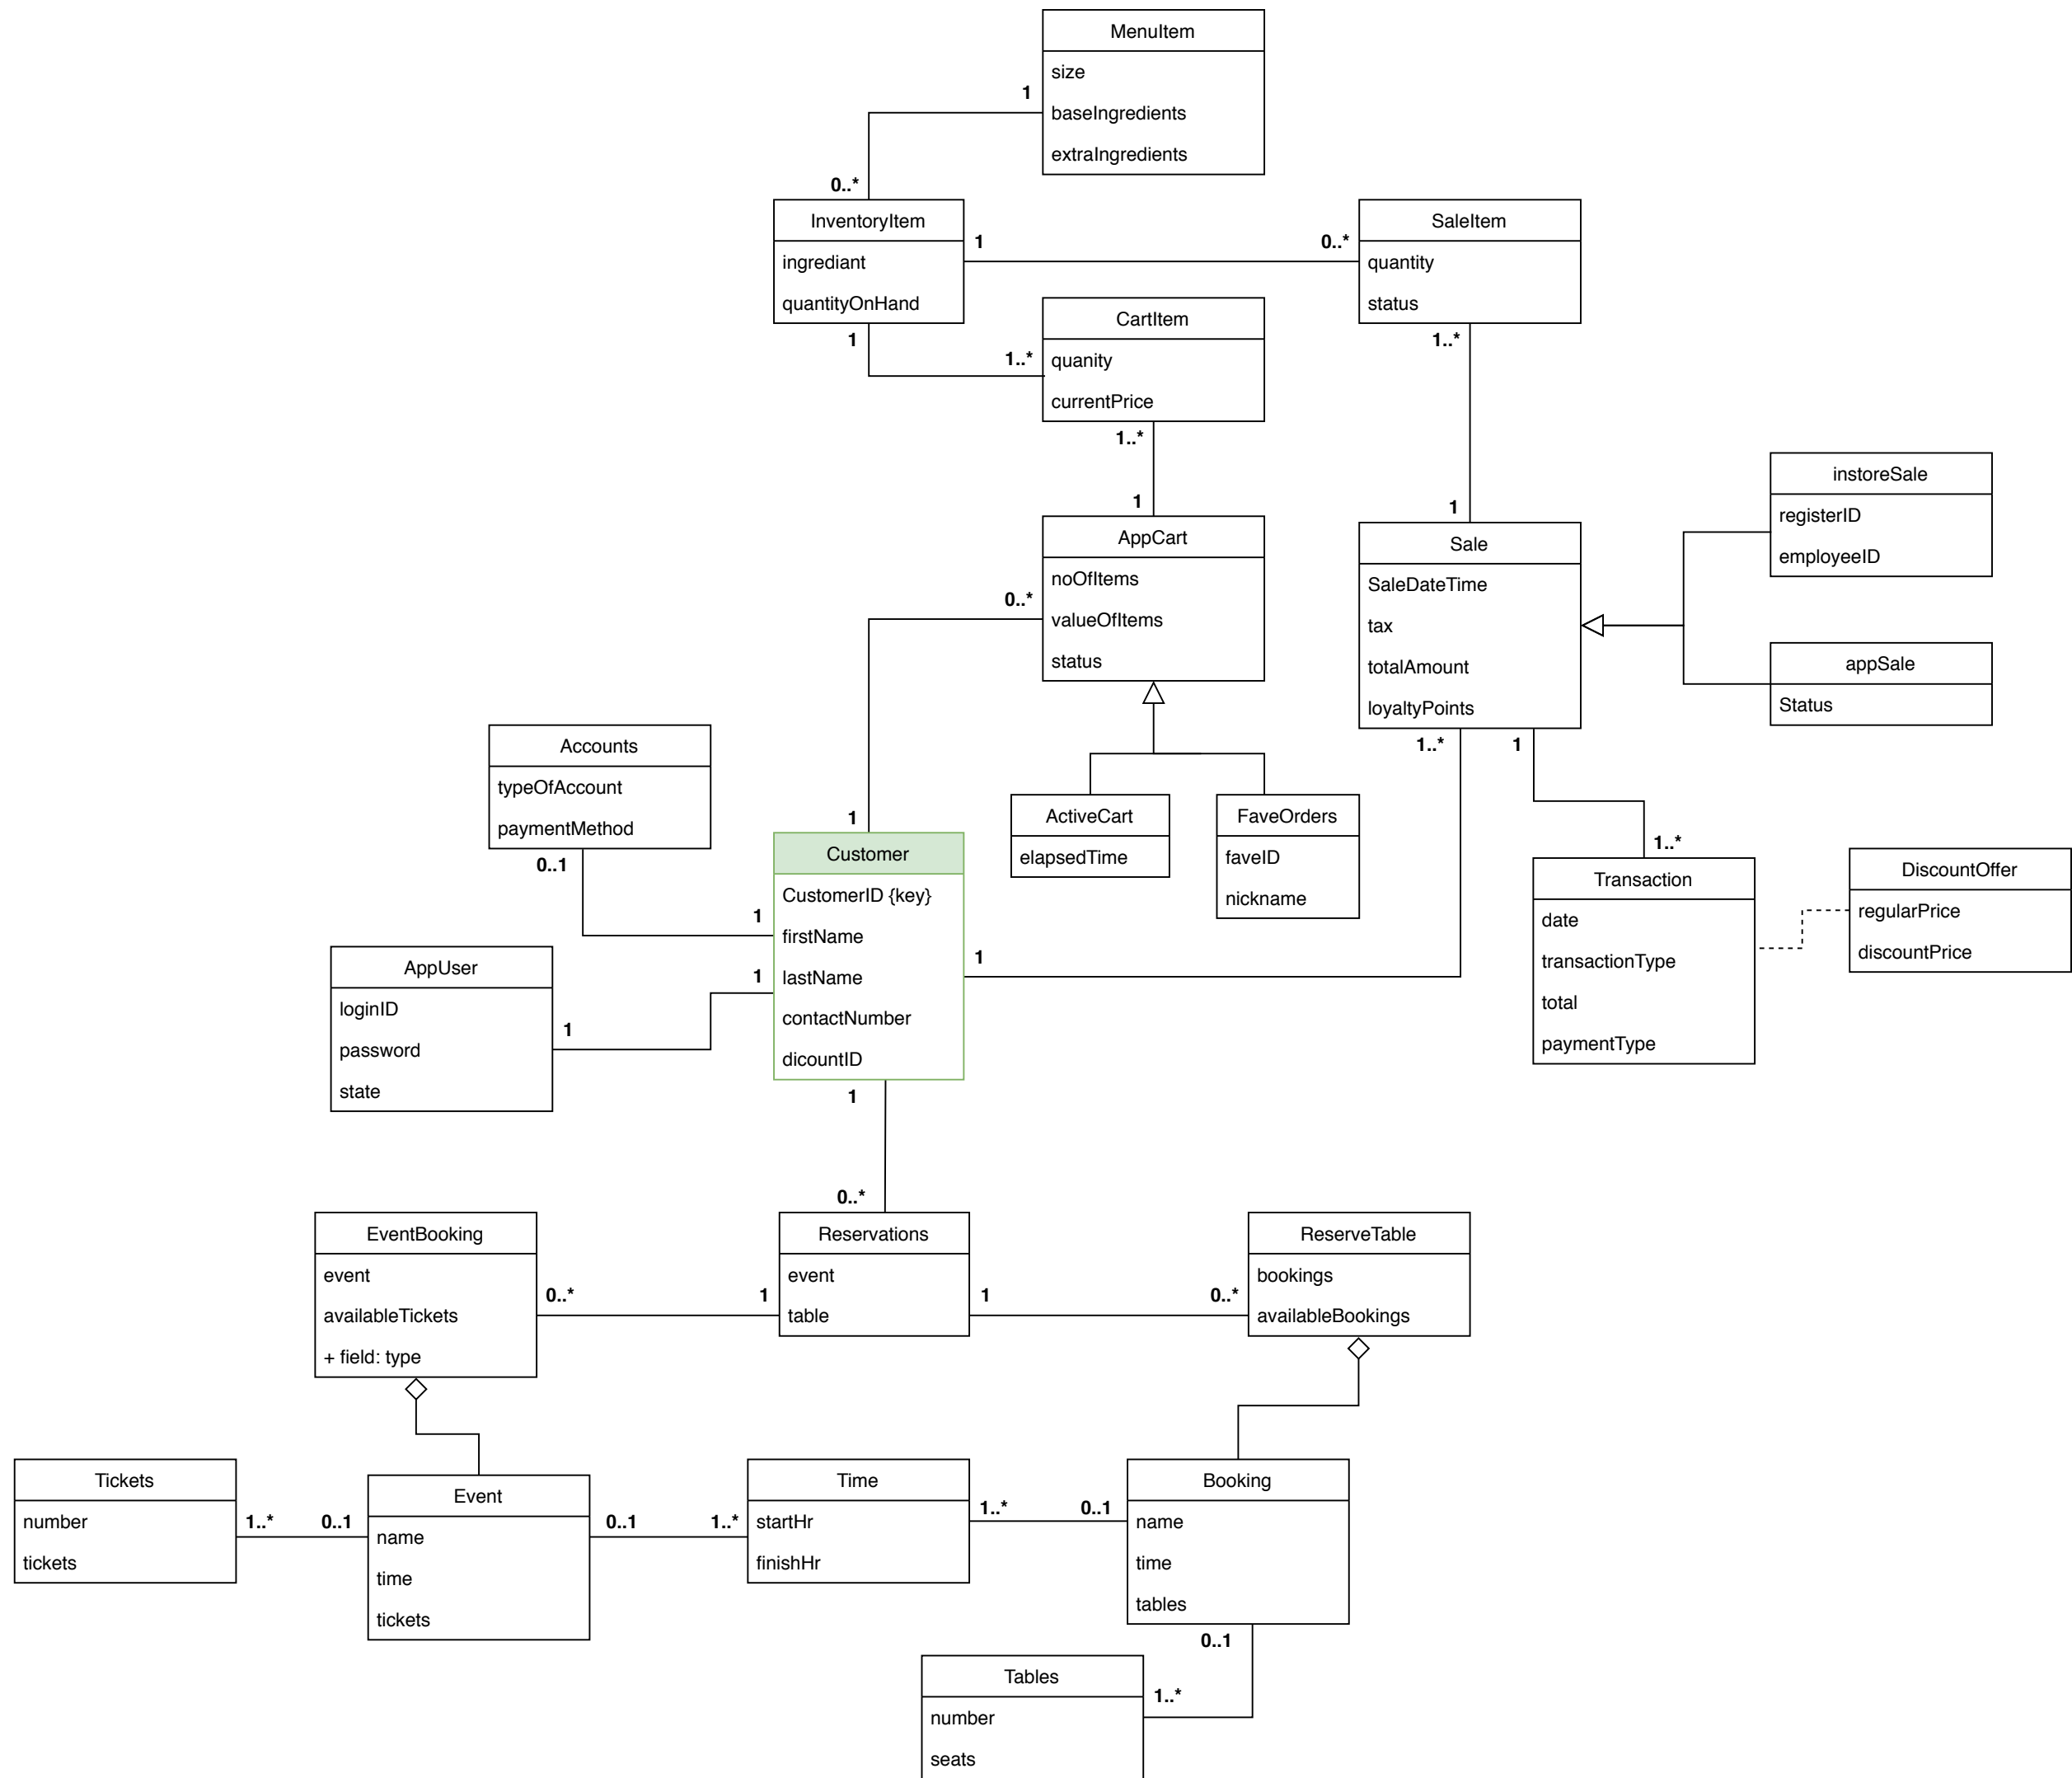 MenuItem
size
baseIngredients
extraIngredients
1
0..*
InventoryItem
ingrediant
quantityOnHand
1
0..*
SaleItem
quantity
status
1
1..*
CartItem
quanity
currentPrice
1..*
1..*
1
1
AppCart
noOfItems
valueOfItems
status
0..*
Sale
SaleDateTime
tax
totalAmount
loyaltyPoints
instoreSale
registerID
employeeID
appSale
Status
1..*
1
Accounts
typeOfAccount
paymentMethod
0..1
1
ActiveCart
elapsedTime
FaveOrders
faveID
nickname
1..*
Transaction
date
transactionType
total
paymentType
DiscountOffer
regularPrice
discountPrice
Customer
CustomerID {key}
firstName
lastName
contactNumber
dicountID
1
1
1
AppUser
loginID
password
state
1
1
0..*
EventBooking
event
availableTickets
+ field: type
0..*
1
Reservations
event
table
1
0..*
ReserveTable
bookings
availableBookings
Tickets
number
tickets
1..*
0..1
Event
name
time
tickets
0..1
1..*
Time
startHr
finishHr
1..*
0..1
Booking
name
time
tables
0..1
1..*
Tables
number
seats